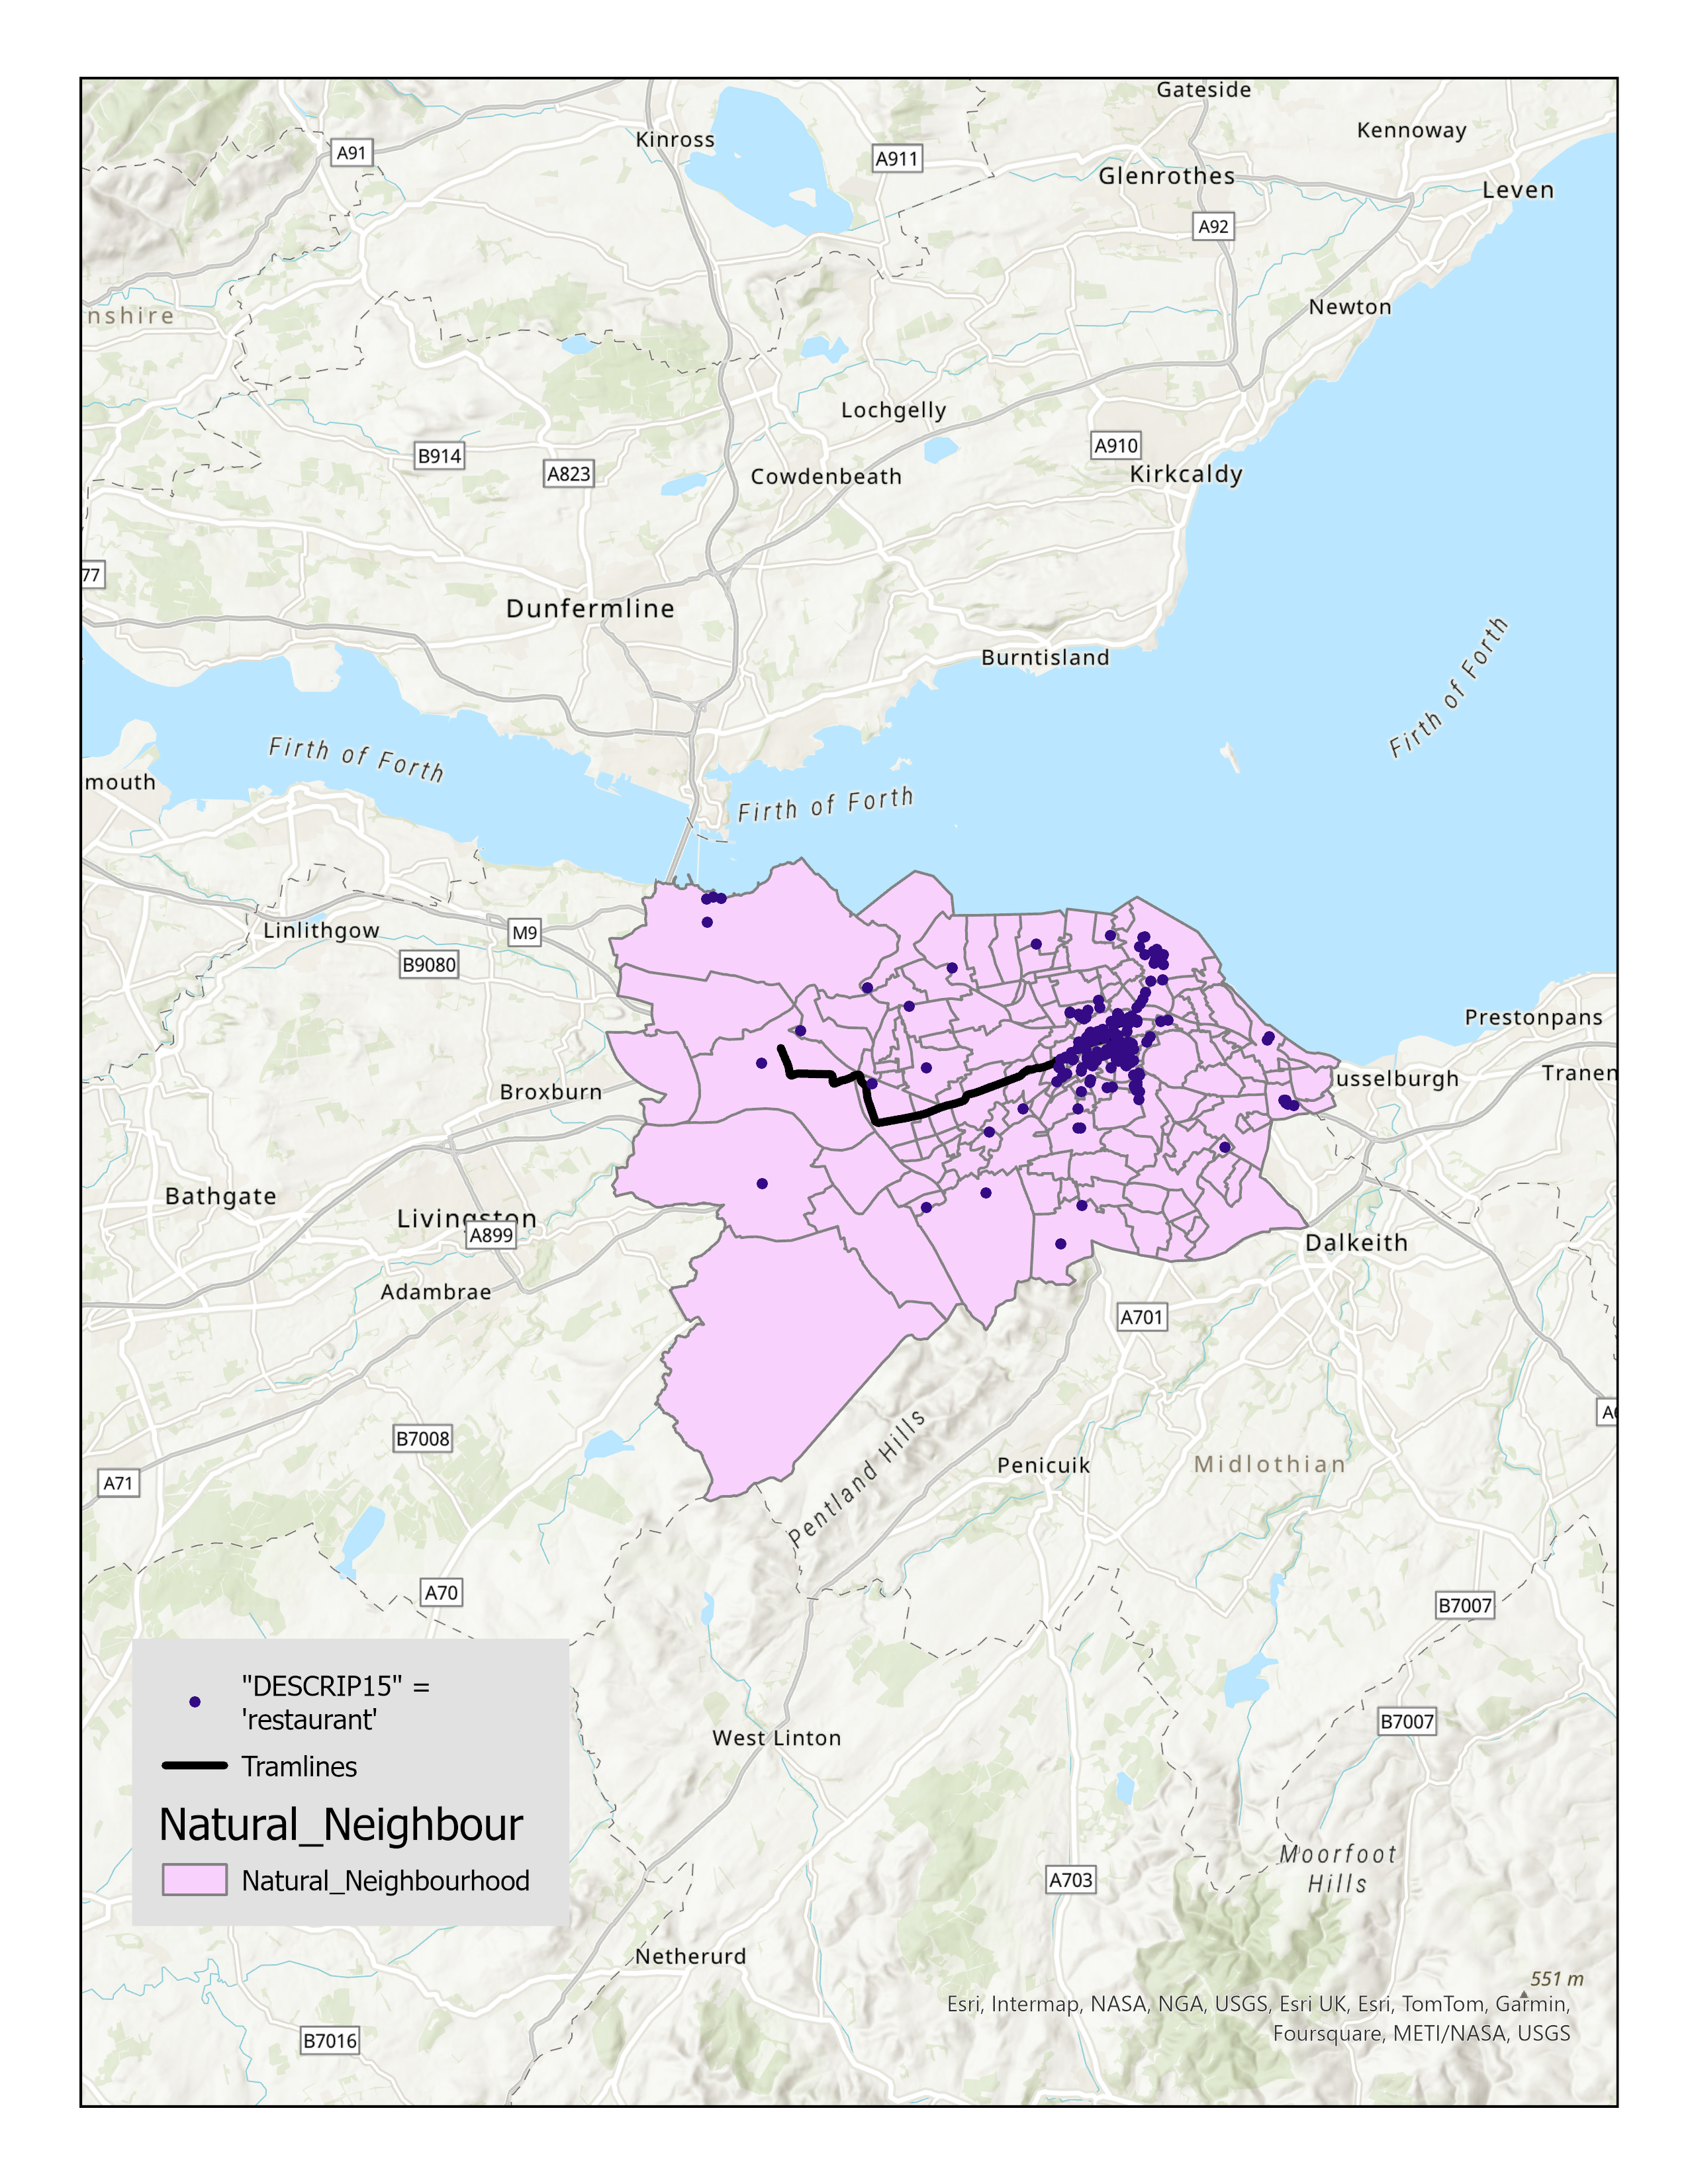 Gateside
Kennoway
Kinross
A91
A911
Glenrothes
Leven
A92
Newton
nshire
Lochgelly
A910
B914
A823
Cowdenbeath
Kirkcaldy
77
Dunfermline
Burntisland
Firth of Forth
Firth of Forth
mouth
Firth of Forth
Linlithgow
M9
B9080
Prestonpans
Broxburn
usselburgh
Tranen
Bathgate
Livingston
A899
Dalkeith
Adambrae
A701
A6
B7008
Pentland Hills
Penicuik
Midlothian
A71
A70
B7007
"DESCRIP15" =
'restaurant'
Tramlines
Natural_Neighbour
Natural_Neighbourhood
B7007
West Linton
Moorfoot
Hills
A703
Netherurd
551 m
Esri, Intermap, NASA, NGA, USGS, Esri UK, Esri, TomTom, Garmin,
Foursquare, METI/NASA, USGS
B7016